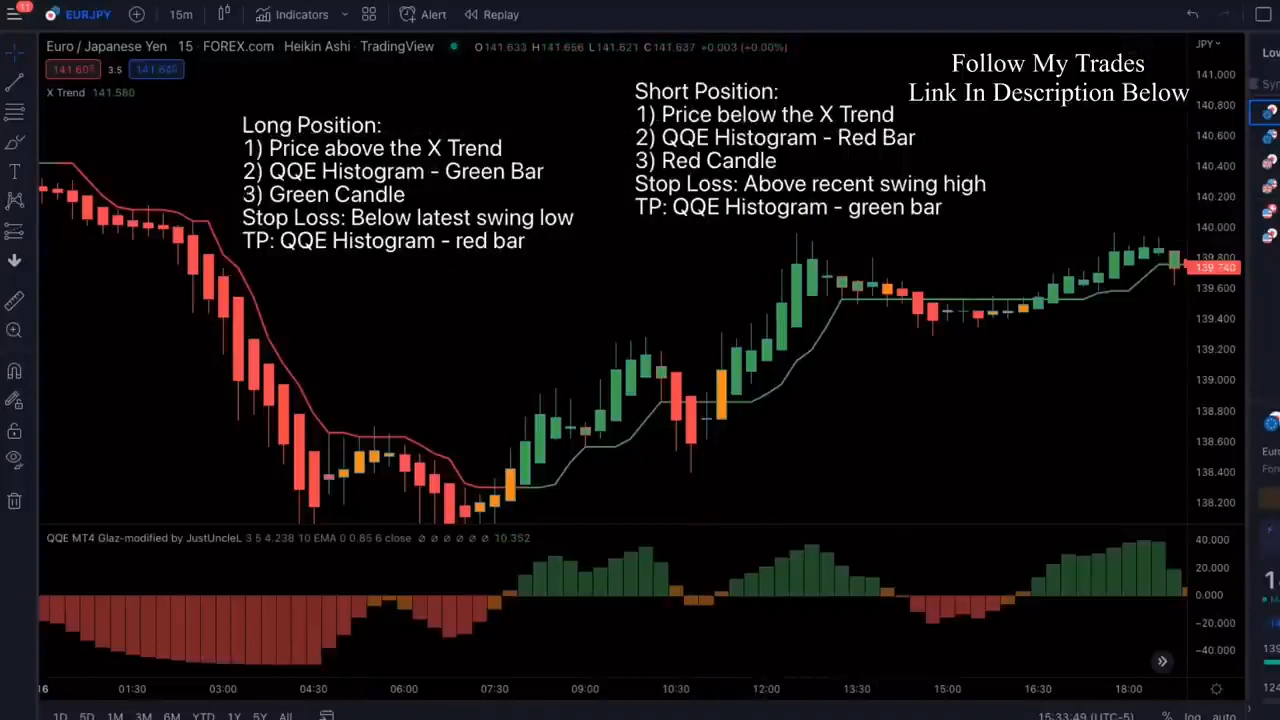 11
EURJPY
15m
Indicators
Alert
Replay
Euro / Japanese Yen · 15 · FOREX.com · Heikin Ashi · TradingView
O141.633 H141.656 L141.621 C141.637 +0.003 (+0.00%)
JPY
3.5
X Trend 141.580
Follow My Trades
Link In Description Below
Long Position:
1) Price above the X Trend
2) QQE Histogram - Green Bar
3) Green Candle
Stop Loss: Below latest swing low
TP: QQE Histogram - red bar
Short Position:
1) Price below the X Trend
2) QQE Histogram - Red Bar
3) Red Candle
Stop Loss: Above recent swing high
TP: QQE Histogram - green bar
141.000
140.800
140.600
140.400
140.200
140.000
139.800
139.600
139.400
139.200
139.000
138.800
138.600
138.400
138.200
QQE MT4 Glaz-modified by JustUncleL 3 5 4.238 10 EMA 0 0.85 6 close ø ø ø ø ø ø 10.352
40.000
20.000
0.000
−20.000
−40.000
16
01:30
03:00
04:30
06:00
07:30
09:00
10:30
12:00
13:30
15:00
16:30
18:00
1D 5D 1M 3M 6M YTD 1Y 5Y All
15:33:49 (UTC-5)
%
log
auto